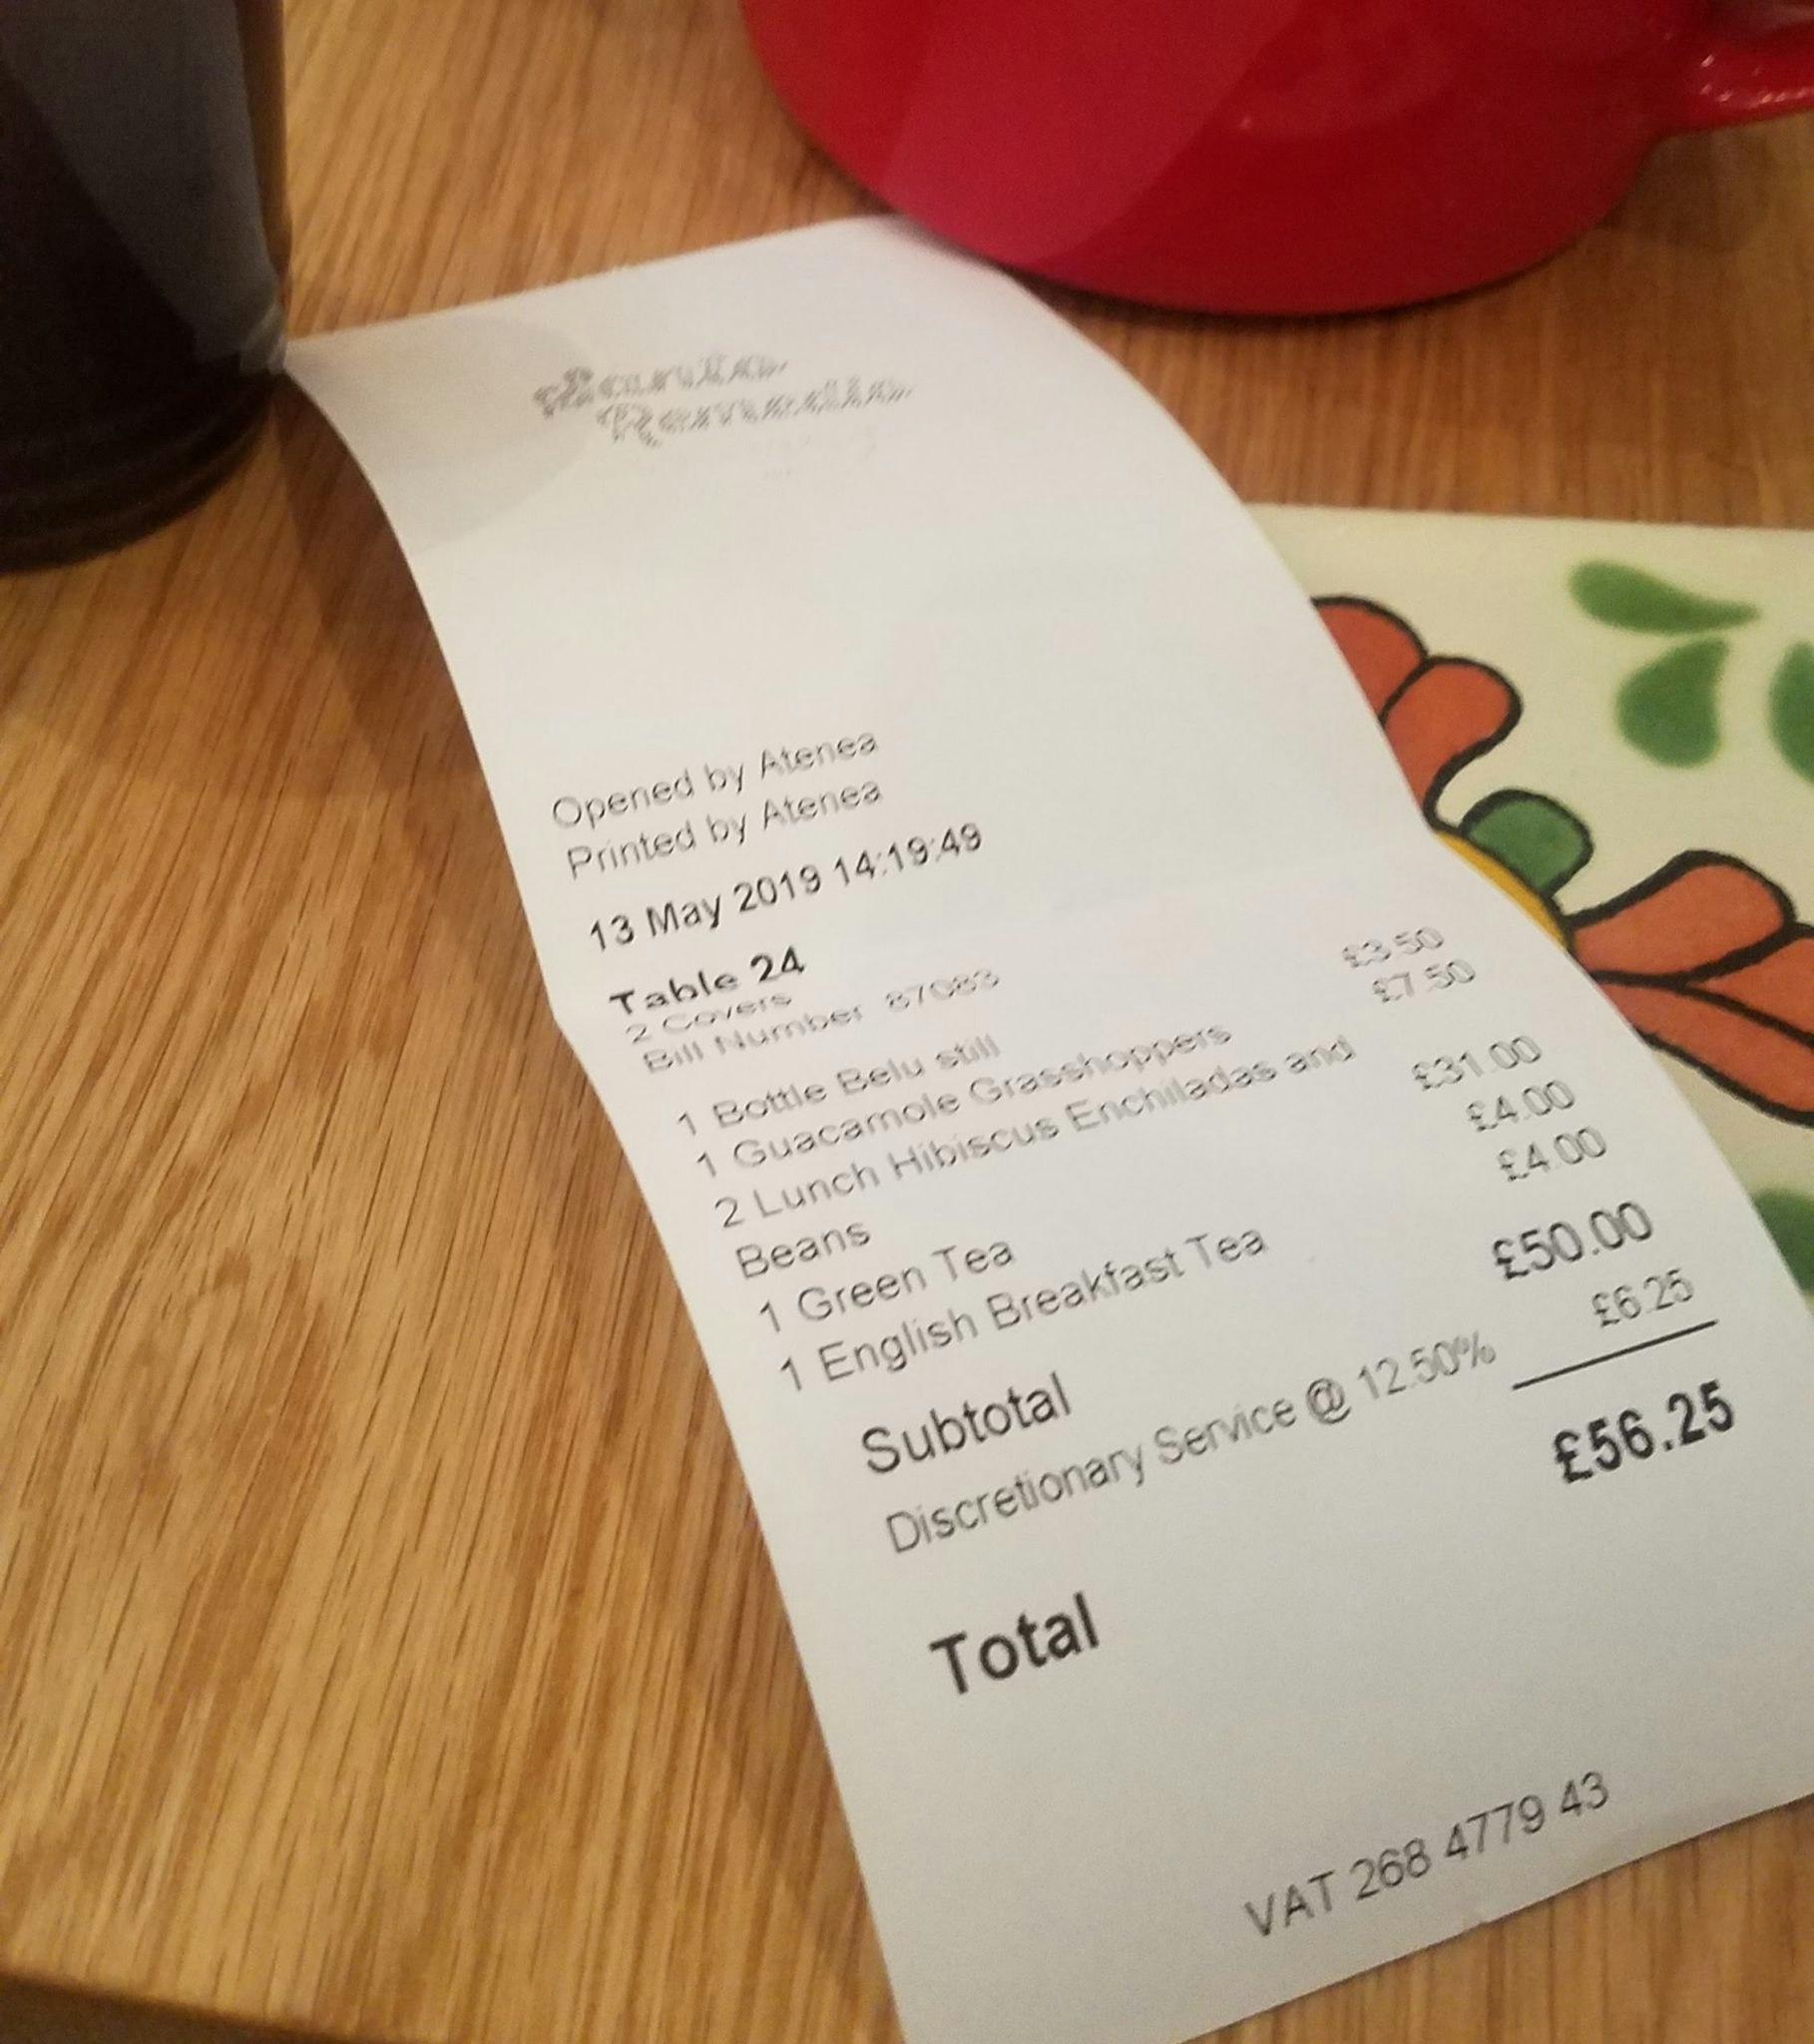 Santo
Remedio
Opened by Atenea
Printed by Atenea
13 May 2019 14:19:49
Table 24
2 Covers
Bill Number 87083
1 Bottle Belu still £3.50
1 Guacamole Grasshoppers £7.50
2 Lunch Hibiscus Enchiladas and £31.00
Beans
1 Green Tea £4.00
1 English Breakfast Tea £4.00
Subtotal £50.00
Discretionary Service @ 12.50% £6.25
Total £56.25
VAT 268 4779 43